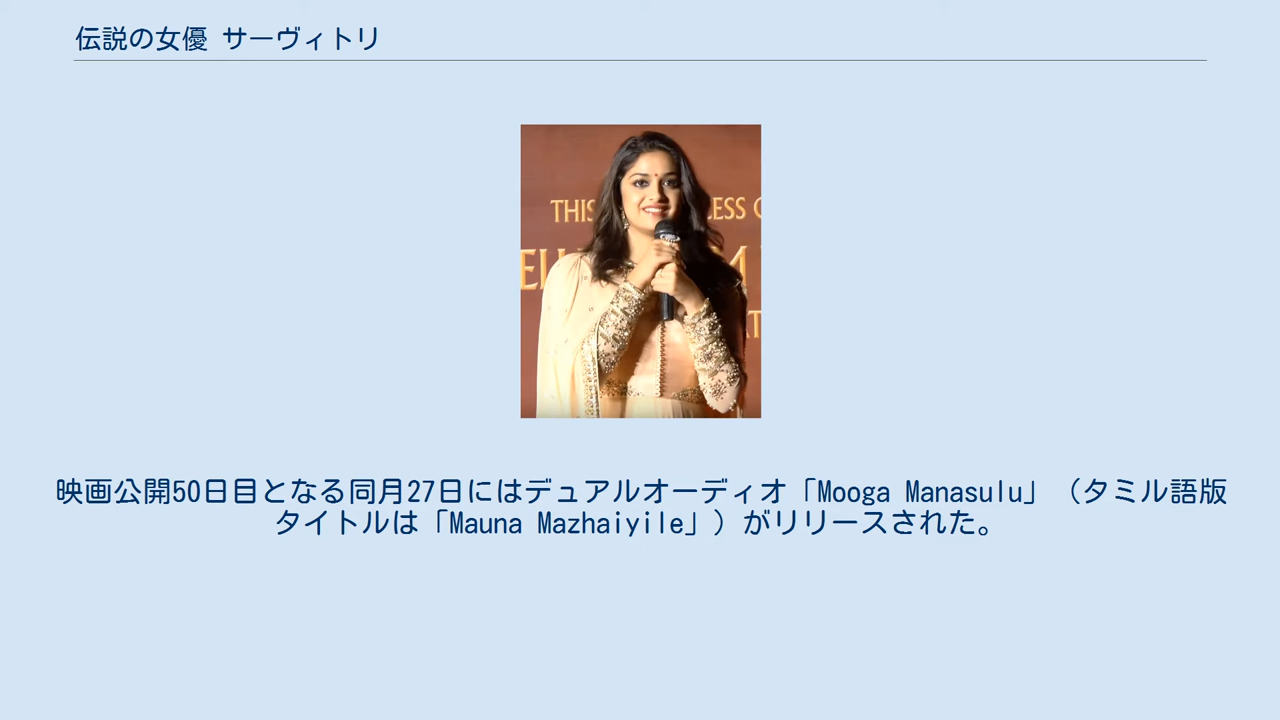 伝説の女優 サーヴィトリ
THIS
LESS
映画公開50日目となる同月27日にはデュアルオーディオ「Mooga Manasulu」（タミル語版
タイトルは「Mauna Mazhaiyile」）がリリースされた。